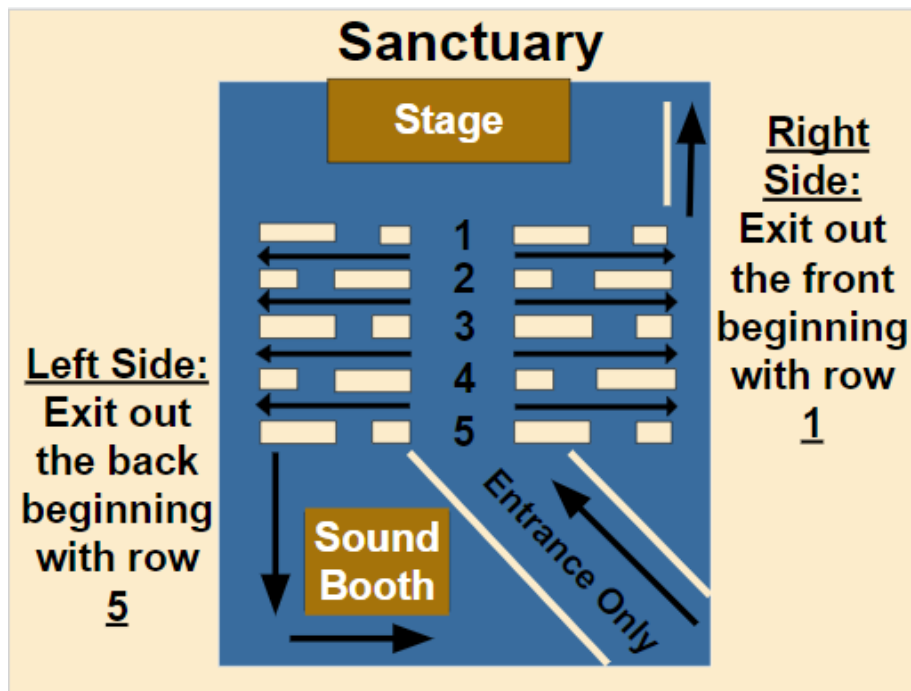 Sanctuary
Stage
Right
Side:
Exit out
the front
beginning
with row
1
1
2
3
4
5
Left Side:
Exit out
the back
beginning
with row
5
Sound
Booth
Entrance Only